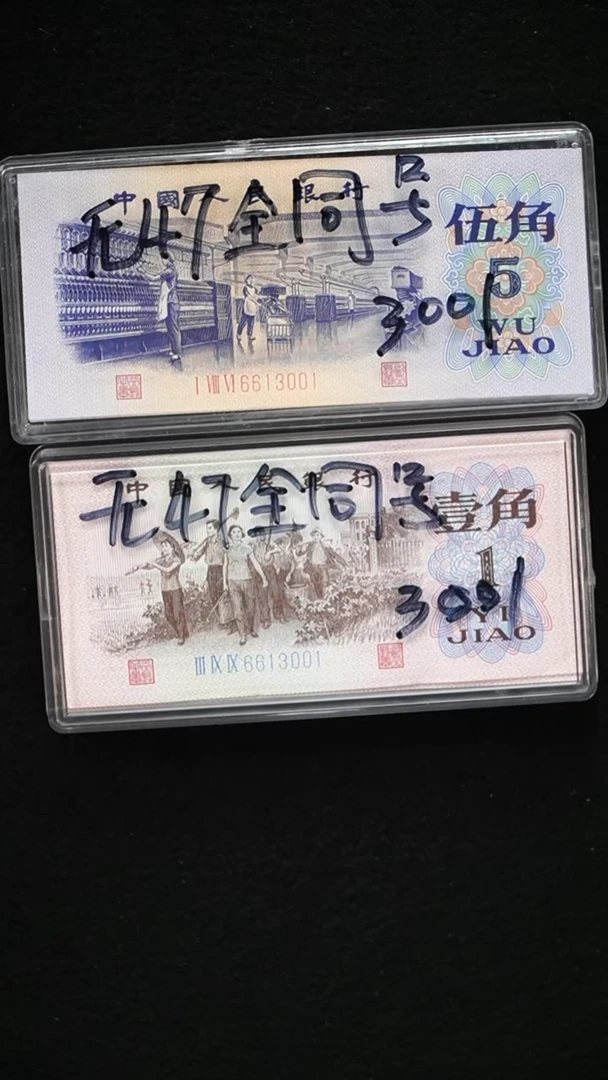 中國人民銀行
无47全同号
伍角
5
3001
WU
JIAO
I VIII VI 6613001
中國人民銀行
无47全同号
壹角
1
3001
YI
JIAO
III IX IX 6613001